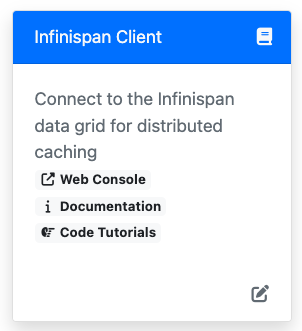 Infinispan Client
Connect to the Infinispan
data grid for distributed
caching
Web Console
Documentation
Code Tutorials